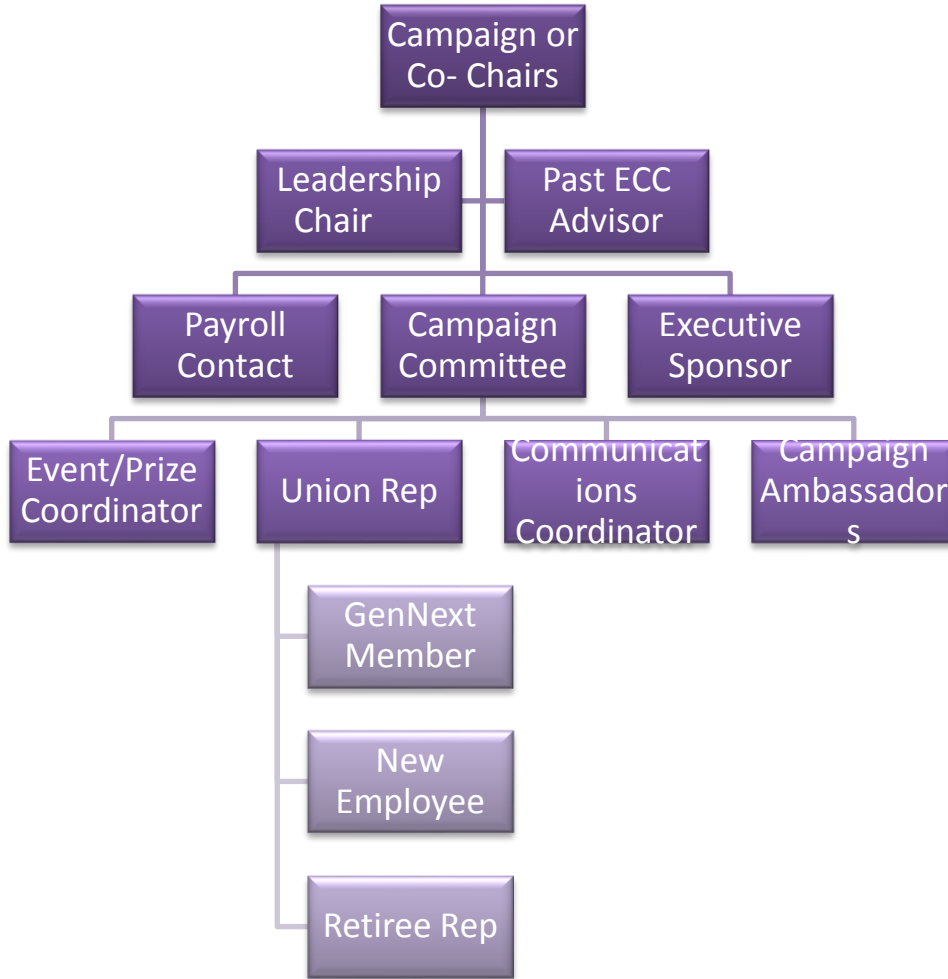 Campaign or
Co- Chairs
Leadership
Chair
Past ECC
Advisor
Payroll
Contact
Campaign
Committee
Executive
Sponsor
Event/Prize
Coordinator
Union Rep
Communicat
ions
Coordinator
Campaign
Ambassador
s
GenNext
Member
New
Employee
Retiree Rep